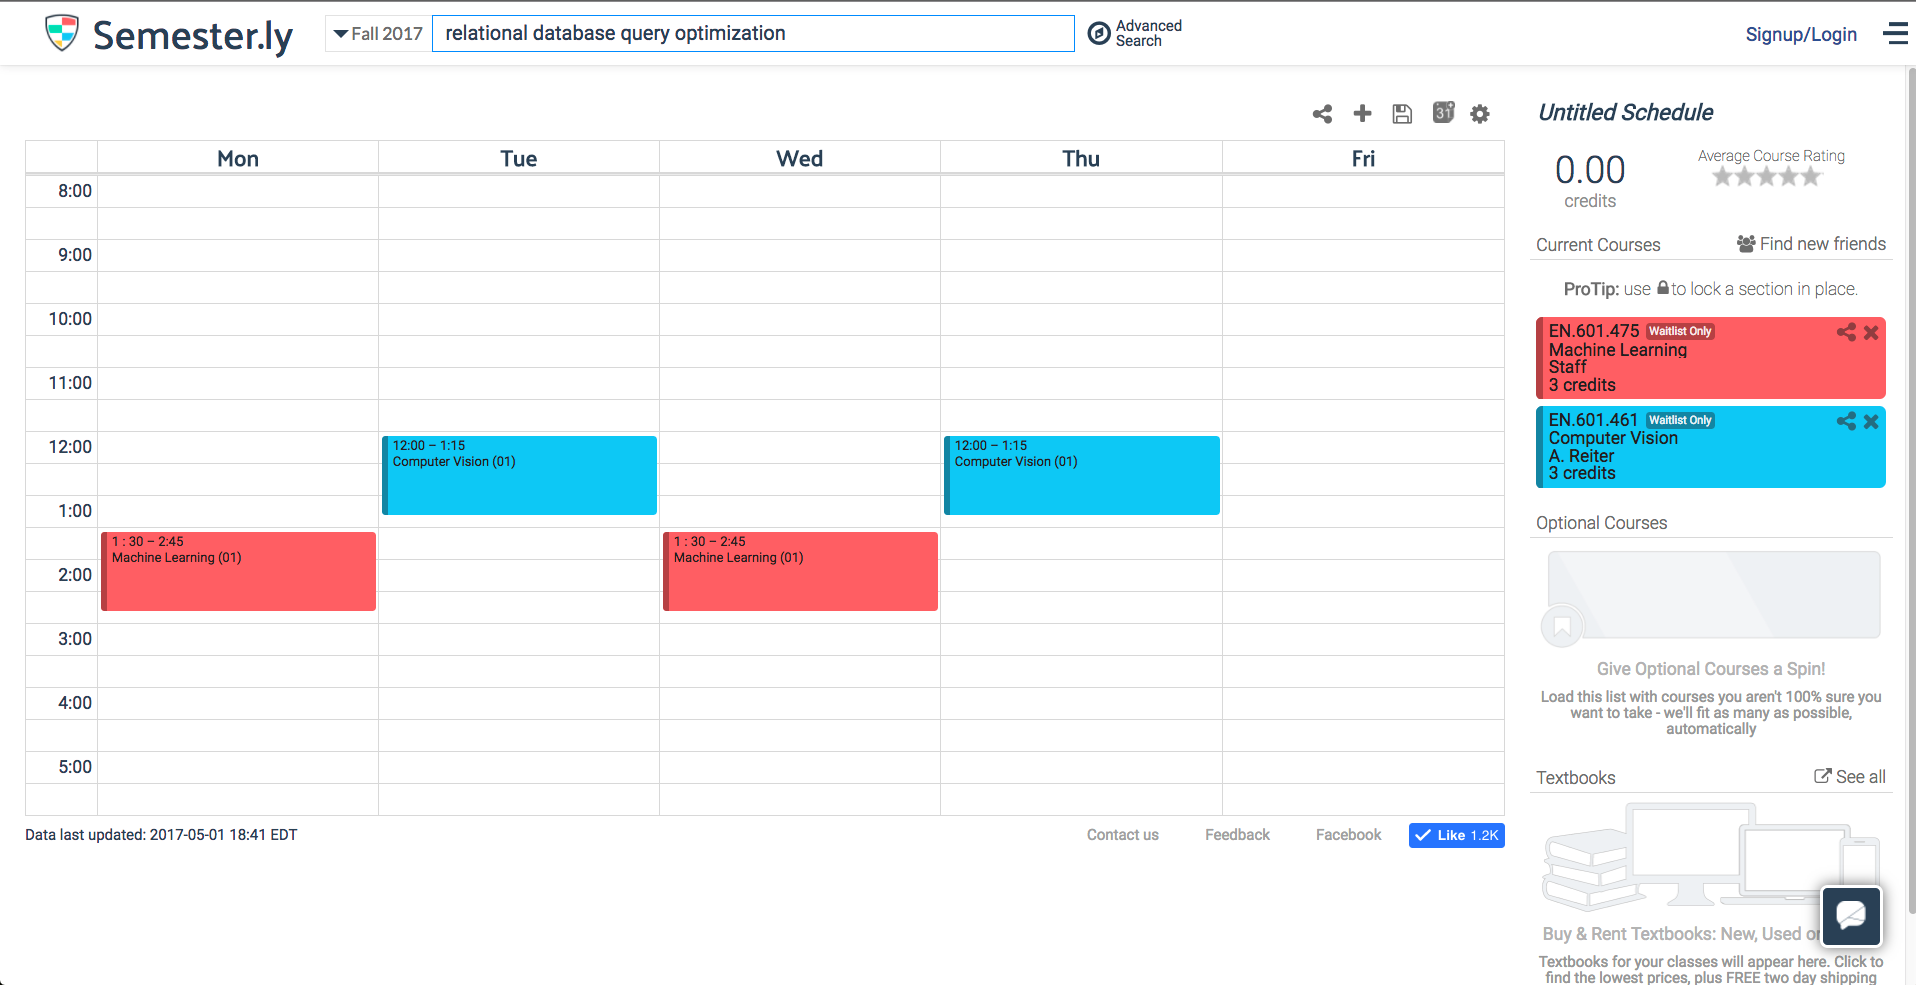 Semester.ly
Fall 2017
relational database query optimization
Advanced
Search
Signup/Login
31
Mon Tue Wed Thu Fri
8:00
9:00
10:00
11:00
12:00
1:00
2:00
3:00
4:00
5:00
12:00 – 1:15
Computer Vision (01)
12:00 – 1:15
Computer Vision (01)
1 : 30 – 2:45
Machine Learning (01)
1 : 30 – 2:45
Machine Learning (01)
Data last updated: 2017-05-01 18:41 EDT
Contact us
Feedback
Facebook
Like 1.2K
Untitled Schedule
0.00
credits
Average Course Rating
Current Courses
Find new friends
ProTip: use to lock a section in place.
EN.601.475 Waitlist Only
Machine Learning
Staff
3 credits
EN.601.461 Waitlist Only
Computer Vision
A. Reiter
3 credits
Optional Courses
Give Optional Courses a Spin!
Load this list with courses you aren't 100% sure you
want to take - we'll fit as many as possible,
automatically
Textbooks
See all
Buy & Rent Textbooks: New, Used
Textbooks for your classes will appear here. Click to
find the lowest prices, plus FREE two day shipping